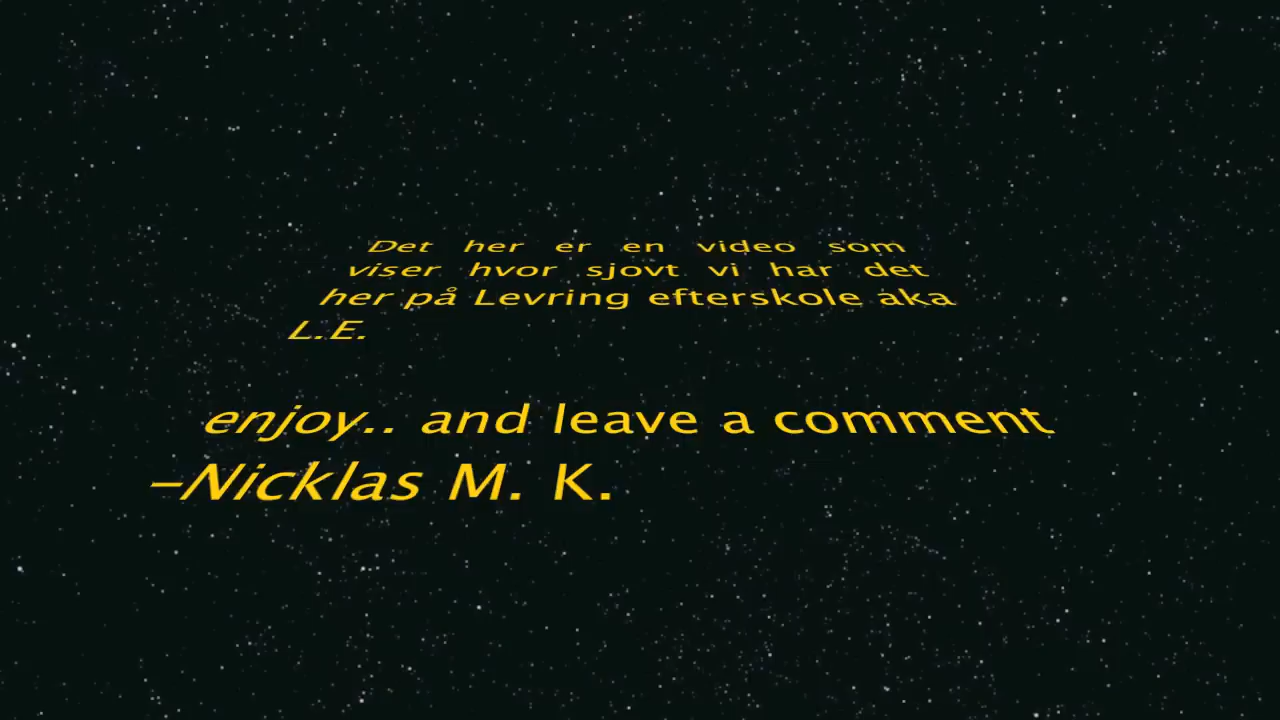 Det her er en video som
viser hvor sjovt vi har det
her på Levring efterskole aka
L.E.
enjoy.. and leave a comment
-Nicklas M. K.